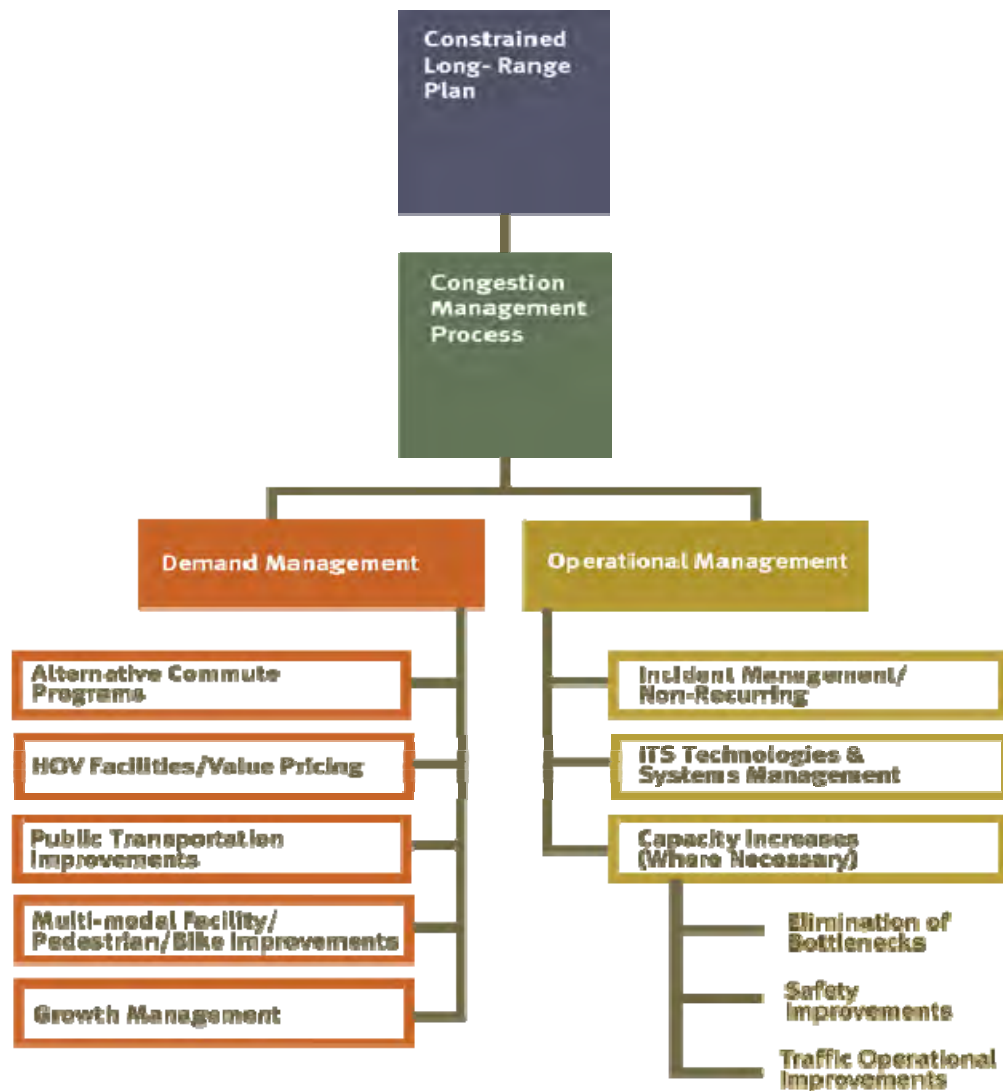 Constrained
Long- Range
Plan
Congestion
Management
Process
Demand Management
Operational Management
Alternative Commute
Programs
HOV Facilities/Value Pricing
Public Transportation
Improvements
Multi-modal Facility/
Pedestrian/Bike Improvements
Growth Management
Incident Management/
Non-Recurring
ITS Technologies &
Systems Management
Capacity Increases
(Where Necessary)
Elimination of
Bottlenecks
Safety
Improvements
Traffic Operational
Improvements